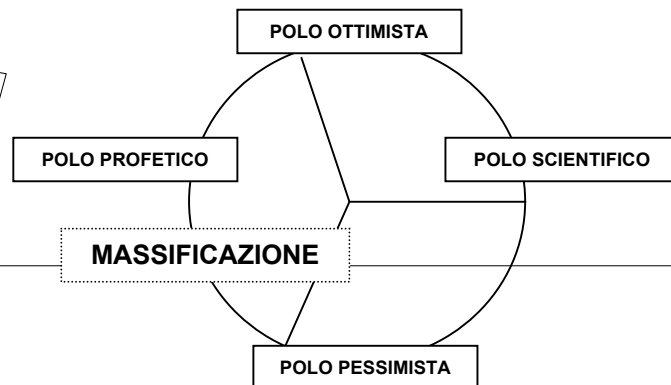 POLO OTTIMISTA
POLO PROFETICO
POLO SCIENTIFICO
MASSIFICAZIONE
POLO PESSIMISTA